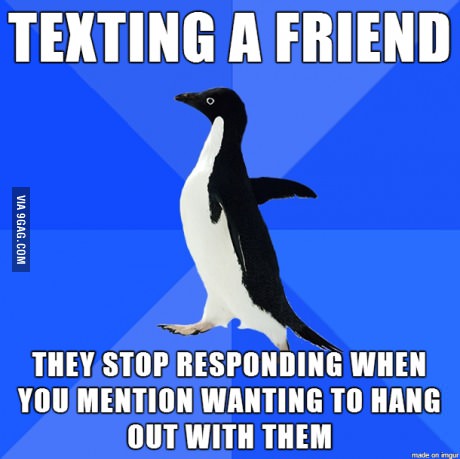 TEXTING A FRIEND
VIA 9GAG.COM
THEY STOP RESPONDING WHEN
YOU MENTION WANTING TO HANG
OUT WITH THEM
made on imgur